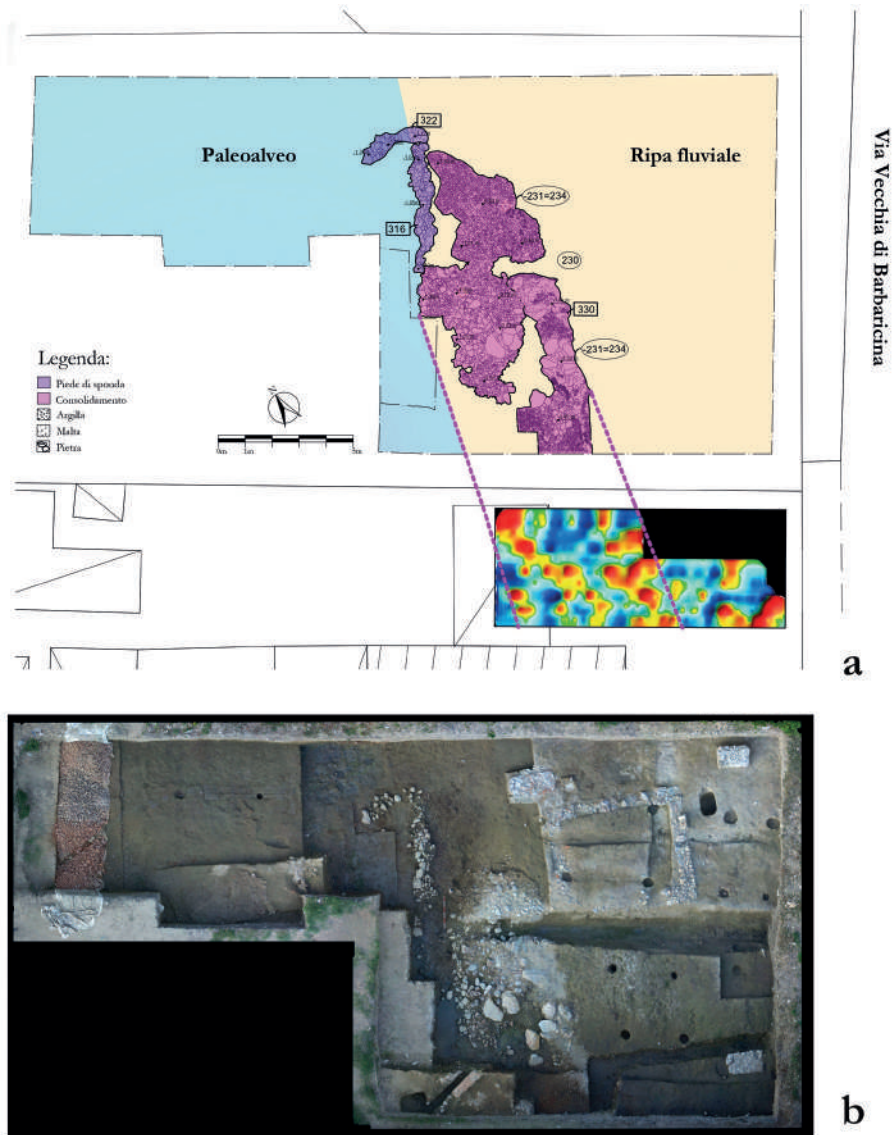 322
Paleoalveo
Ripa fluviale
-231=234
316
230
330
-231=234
Legenda:
Piede di sponda
Consolidamento
Argilla
Malta
Pietra
0m 1m 5m
Via Vecchia di Barbaricina
a
b